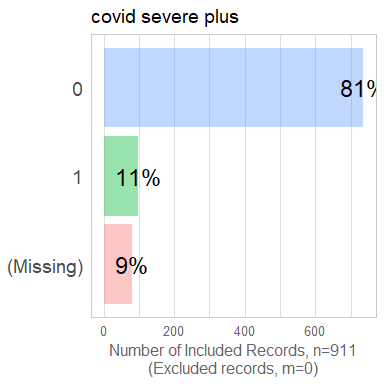 covid severe plus
0
81%
1
11%
(Missing)
9%
0
200
400
600
Number of Included Records, n=911
(Excluded records, m=0)